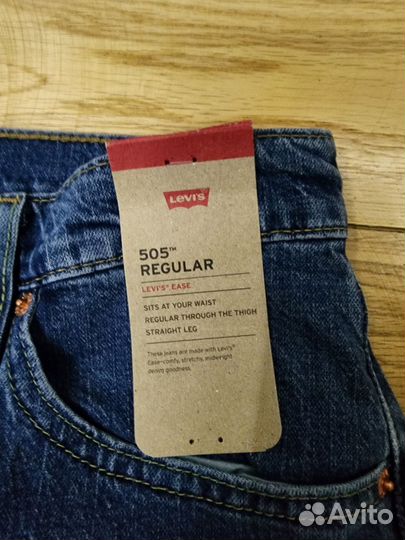 Levi's
505™
REGULAR
LEVI'S® EASE
SITS AT YOUR WAIST
REGULAR THROUGH THE THIGH
STRAIGHT LEG
These jeans are made with Levi's®
Ease–comfy, stretchy, midweight
denim goodness.
Avito